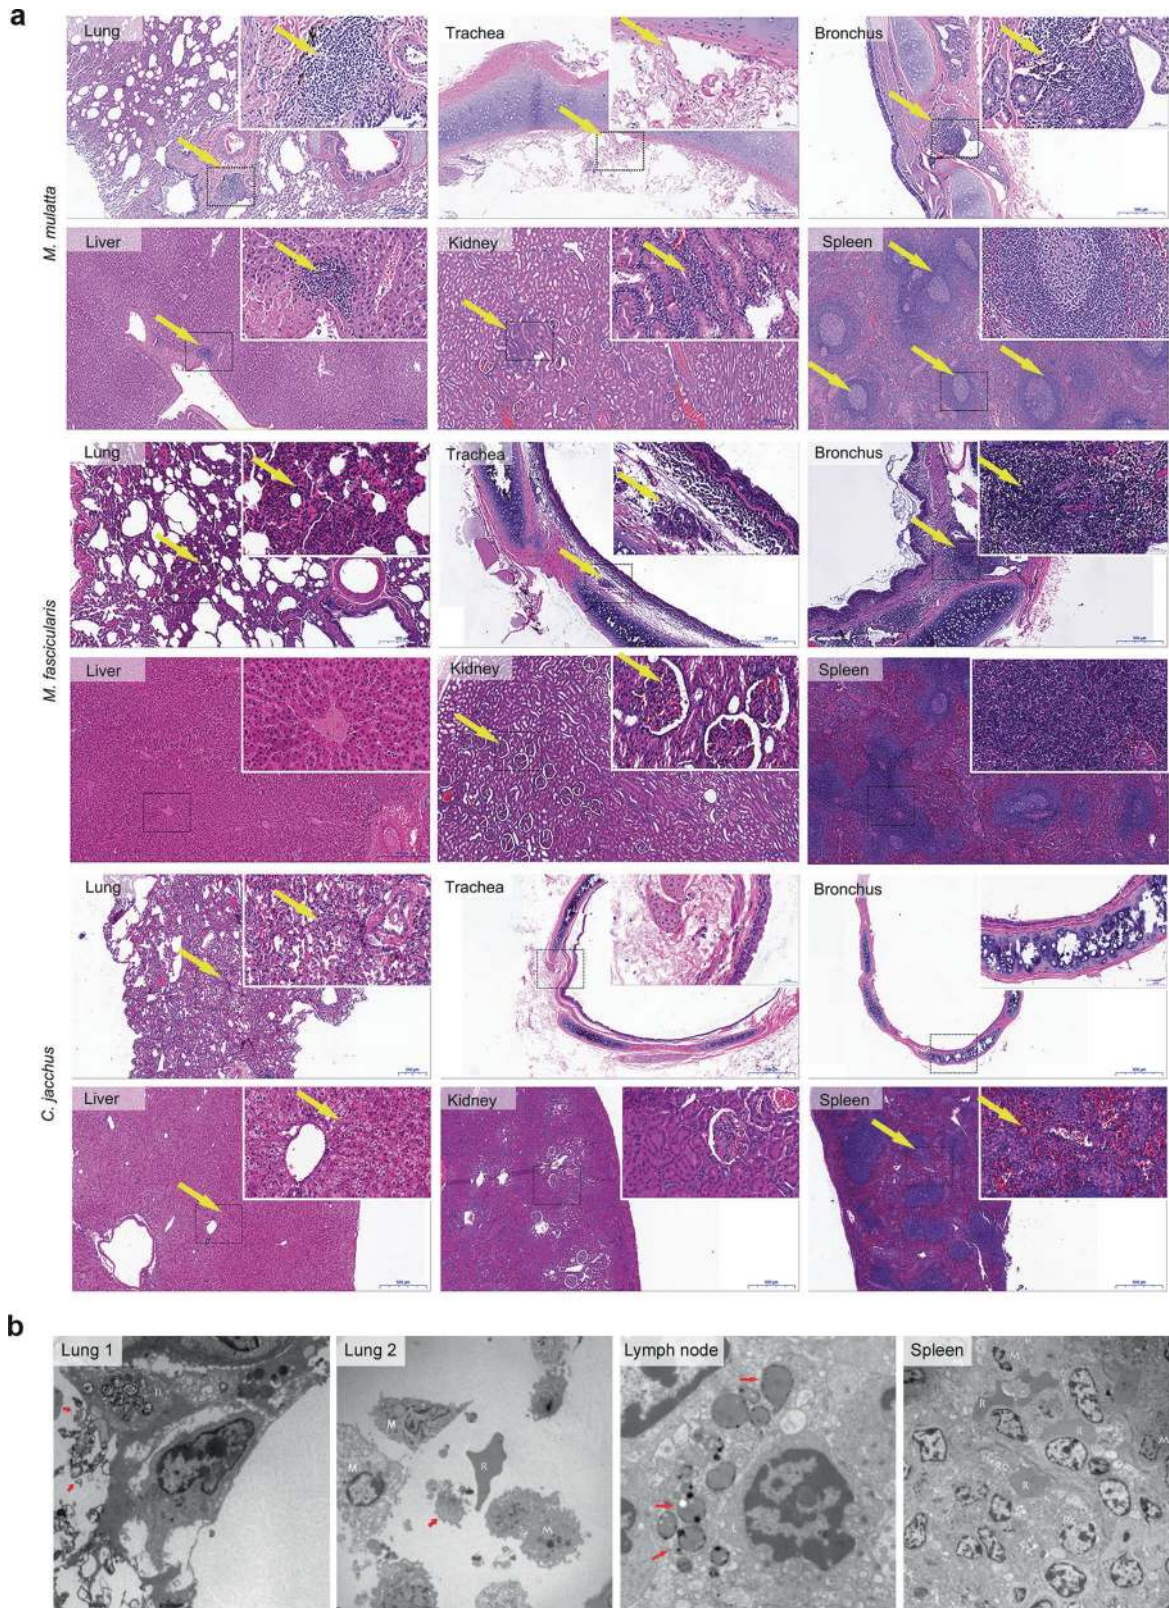 a
Lung
Trachea
Bronchus
M. mulatta
Liver
Kidney
Spleen
Lung
Trachea
Bronchus
M. fascicularis
Liver
Kidney
Spleen
Lung
Trachea
Bronchus
C. jacchus
Liver
Kidney
Spleen
b
Lung 1
Lung 2
Lymph node
Spleen
II
M
M
R
M
L
M
R
R
M
R